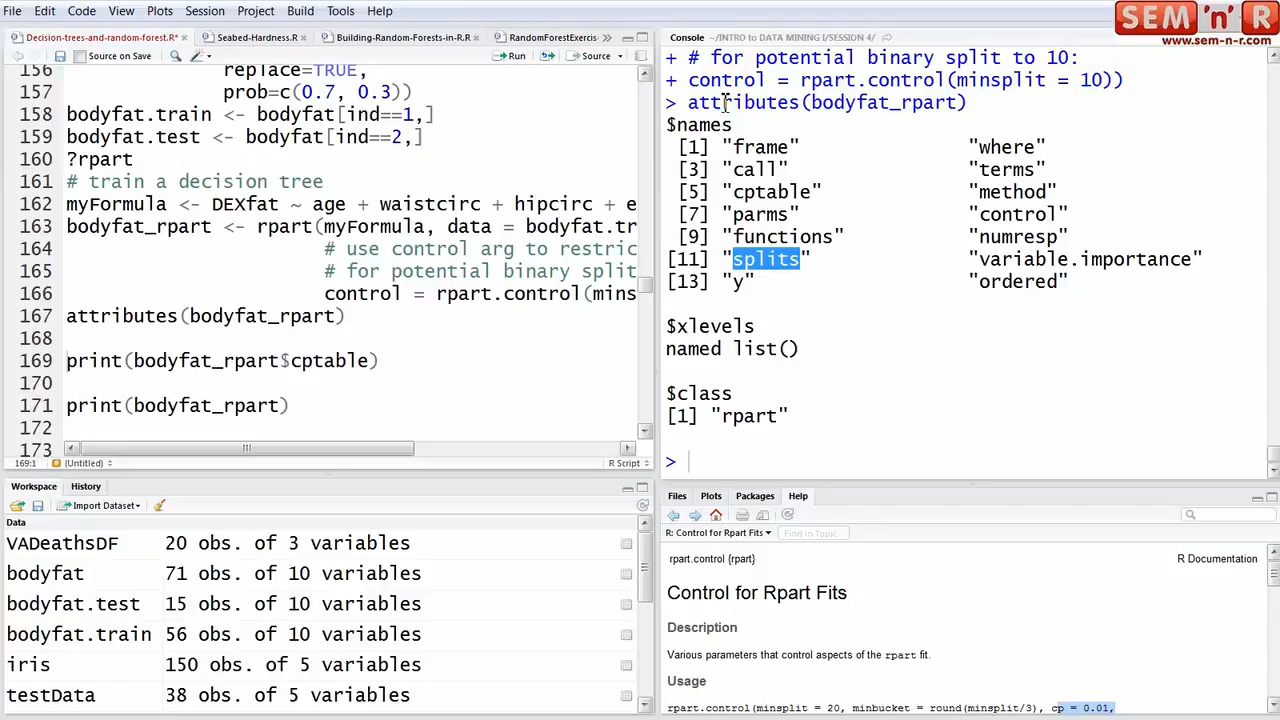 File Edit Code View Plots Session Project Build Tools Help
SEM 'n' R
www.sem-n-r.com
Decision-trees-and-random-forest.R* Seabed-Hardness.R Building-Random-Forests-in-R.R RandomForestExercis
Source on Save Run Source
156 replace=TRUE,
157 prob=c(0.7, 0.3))
158 bodyfat.train <- bodyfat[ind==1,]
159 bodyfat.test <- bodyfat[ind==2,]
160 ?rpart
161 # train a decision tree
162 myFormula <- DEXfat ~ age + waistcirc + hipcirc + e
163 bodyfat_rpart <- rpart(myFormula, data = bodyfat.tr
164 # use control arg to restric
165 # for potential binary split
166 control = rpart.control(mins
167 attributes(bodyfat_rpart)
168
169 print(bodyfat_rpart$cptable)
170
171 print(bodyfat_rpart)
172
173
169:1 (Untitled) R Script
Console ~/INTRO to DATA MINING I/SESSION 4/
+ # for potential binary split to 10:
+ control = rpart.control(minsplit = 10))
> attributes(bodyfat_rpart)
$names
[1] "frame" "where"
[3] "call" "terms"
[5] "cptable" "method"
[7] "parms" "control"
[9] "functions" "numresp"
[11] "splits" "variable.importance"
[13] "y" "ordered"
$xlevels
named list()
$class
[1] "rpart"
>
Workspace History
Import Dataset
Data
VADeathsDF 20 obs. of 3 variables
bodyfat 71 obs. of 10 variables
bodyfat.test 15 obs. of 10 variables
bodyfat.train 56 obs. of 10 variables
iris 150 obs. of 5 variables
testData 38 obs. of 5 variables
Files Plots Packages Help
R: Control for Rpart Fits Find in Topic
rpart.control {rpart} R Documentation
Control for Rpart Fits
Description
Various parameters that control aspects of the rpart fit.
Usage
rpart.control(minsplit = 20, minbucket = round(minsplit/3), cp = 0.01,